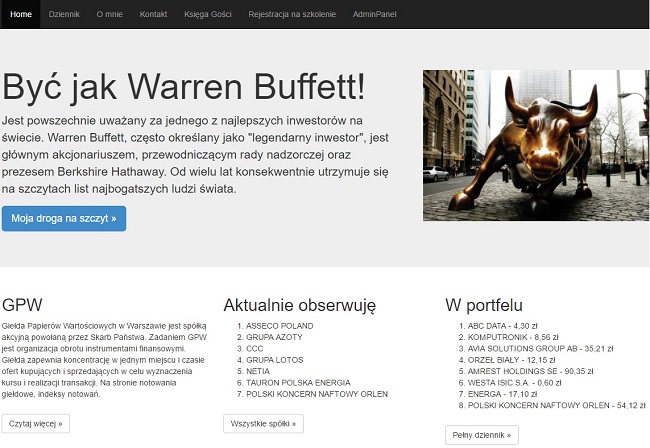 Home Dziennik O mnie Kontakt Księga Gości Rejestracja na szkolenie AdminPanel
Być jak Warren Buffett!
Jest powszechnie uważany za jednego z najlepszych inwestorów na
świecie. Warren Buffett, często określany jako "legendarny inwestor", jest
głównym akcjonariuszem, przewodniczącym rady nadzorczej oraz
prezesem Berkshire Hathaway. Od wielu lat konsekwentnie utrzymuje się
na szczytach list najbogatszych ludzi świata.
Moja droga na szczyt »
GPW
Giełda Papierów Wartościowych w Warszawie jest spółką
akcyjną powołaną przez Skarb Państwa. Zadaniem GPW
jest organizacja obrotu instrumentami finansowymi.
Giełda zapewnia koncentrację w jednym miejscu i czasie
ofert kupujących i sprzedających w celu wyznaczenia
kursu i realizacji transakcji. Na stronie notowania
giełdowe, indeksy notowań.
Czytaj więcej »
Aktualnie obserwuję
1. ASSECO POLAND
2. GRUPA AZOTY
3. CCC
4. GRUPA LOTOS
5. NETIA
6. TAURON POLSKA ENERGIA
7. POLSKI KONCERN NAFTOWY ORLEN
Wszystkie spółki »
W portfelu
1. ABC DATA - 4,30 zł
2. KOMPUTRONIK - 8,56 zł
3. AVIA SOLUTIONS GROUP AB - 35,21 zł
4. ORZEŁ BIAŁY - 12,15 zł
5. AMREST HOLDINGS SE - 90,35 zł
6. WESTA ISIC S.A. - 0,60 zł
7. ENERGA - 17,10 zł
8. POLSKI KONCERN NAFTOWY ORLEN - 54,12 zł
Pełny dziennik »